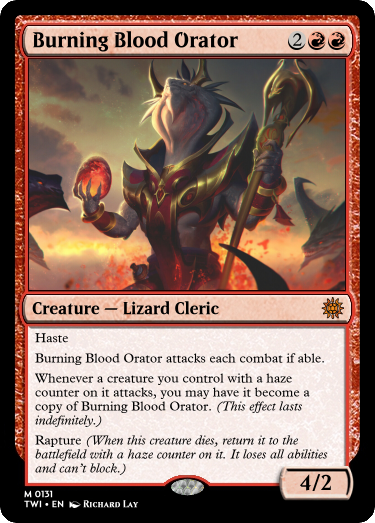 Burning Blood Orator 2
Creature — Lizard Cleric
Haste
Burning Blood Orator attacks each combat if able.
Whenever a creature you control with a haze
counter on it attacks, you may have it become a
copy of Burning Blood Orator. (This effect lasts
indefinitely.)
Rapture (When this creature dies, return it to the
battlefield with a haze counter on it. It loses all abilities
and can't block.)
4/2
M 0131
TWI • EN Richard Lay